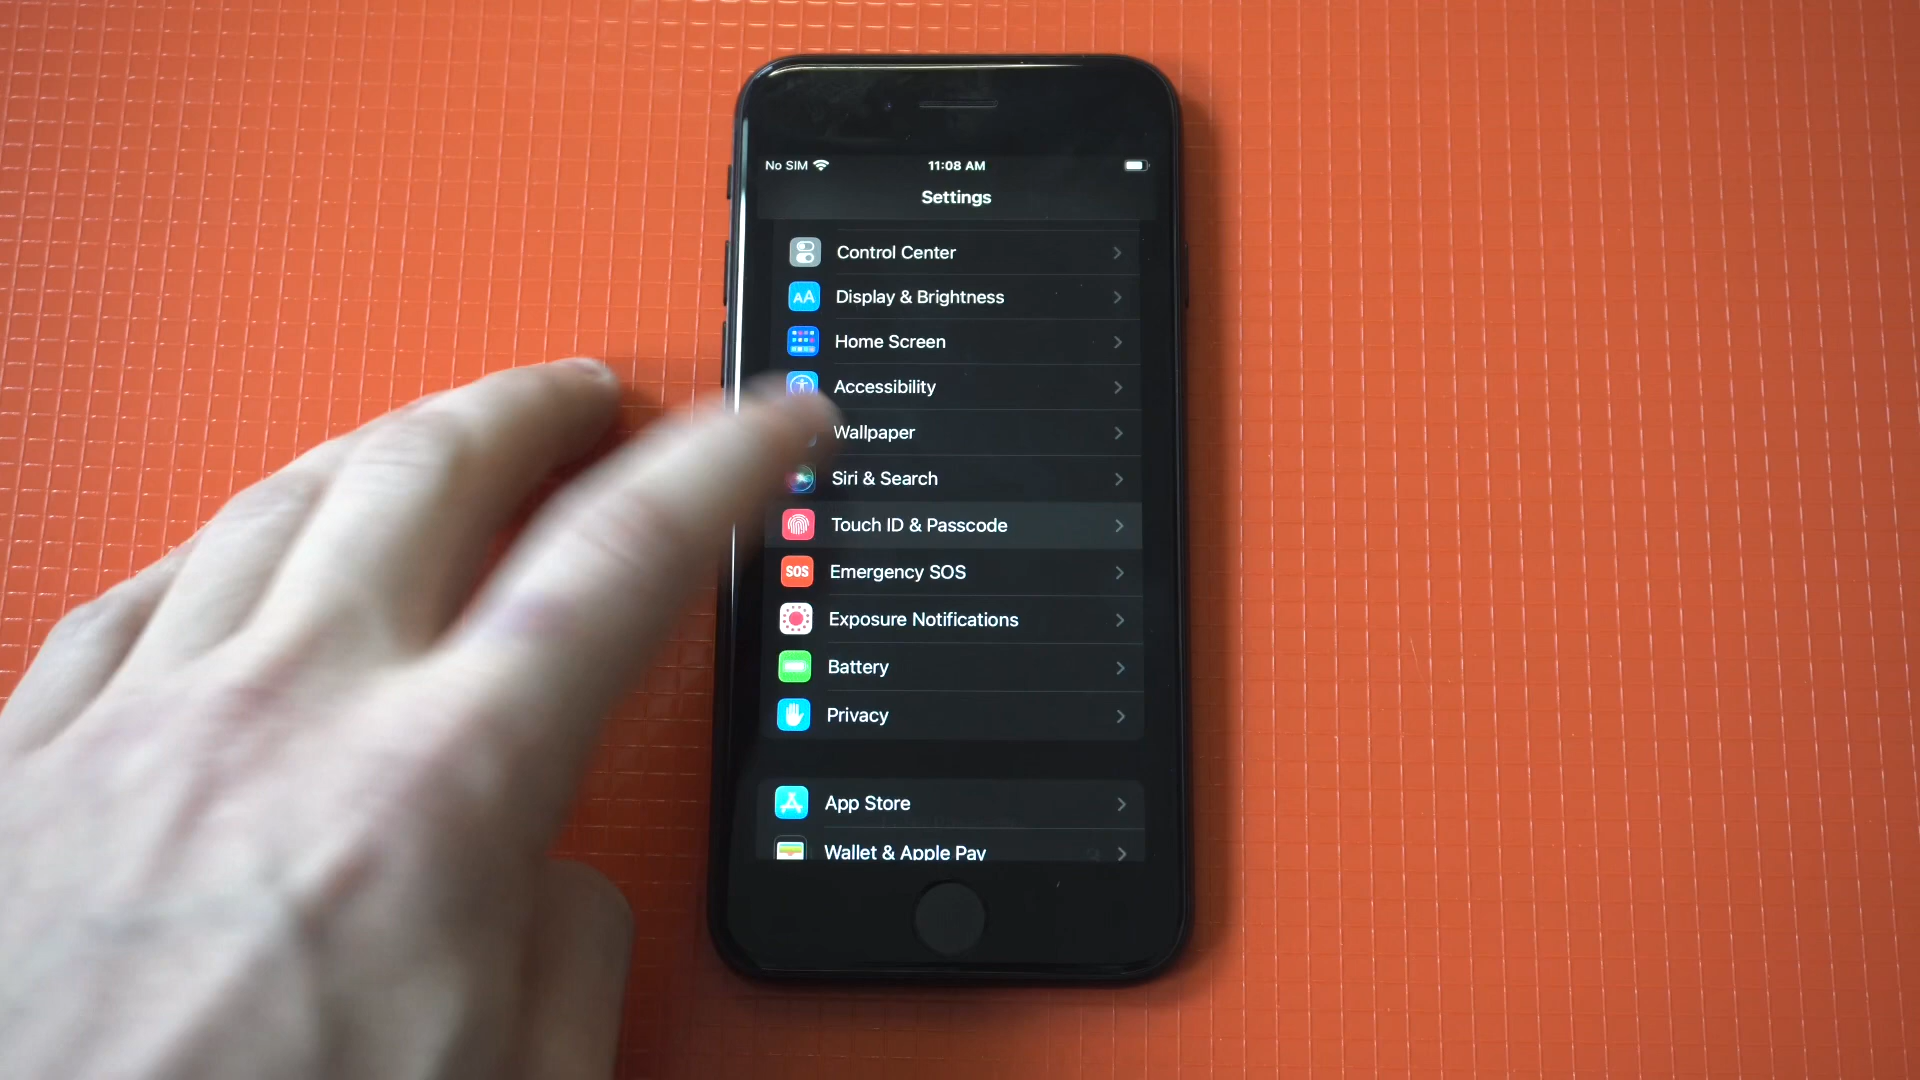 No SIM 11:08 AM
Settings
Control Center
AA Display & Brightness
Home Screen
Accessibility
Wallpaper
Siri & Search
Touch ID & Passcode
SOS Emergency SOS
Exposure Notifications
Battery
Privacy
App Store
Wallet & Apple Pay